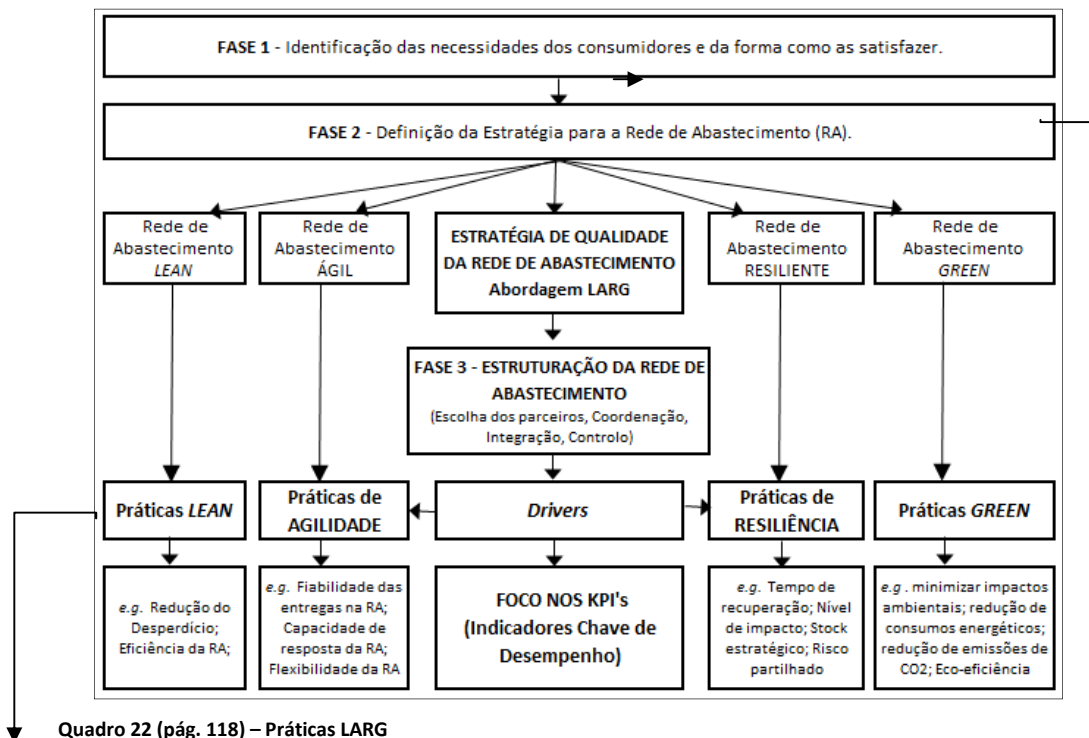 FASE 1 - Identificação das necessidades dos consumidores e da forma como as satisfazer.
FASE 2 - Definição da Estratégia para a Rede de Abastecimento (RA).
Rede de
Abastecimento
LEAN
Rede de
Abastecimento
ÁGIL
ESTRATÉGIA DE QUALIDADE
DA REDE DE ABASTECIMENTO
Abordagem LARG
Rede de
Abastecimento
RESILIENTE
Rede de
Abastecimento
GREEN
FASE 3 - ESTRUTURAÇÃO DA REDE DE
ABASTECIMENTO
(Escolha dos parceiros, Coordenação,
Integração, Controlo)
Práticas LEAN
Práticas de
AGILIDADE
Drivers
Práticas de
RESILIÊNCIA
Práticas GREEN
e.g. Redução do
Desperdício;
Eficiência da RA;
e.g. Fiabilidade das
entregas na RA;
Capacidade de
resposta da RA;
Flexibilidade da RA
FOCO NOS KPI's
(Indicadores Chave de
Desempenho)
e.g. Tempo de
recuperação; Nível
de impacto; Stock
estratégico; Risco
partilhado
e.g . minimizar impactos
ambientais; redução de
consumos energéticos;
redução de emissões de
CO2; Eco-eficiência
Quadro 22 (pág. 118) – Práticas LARG